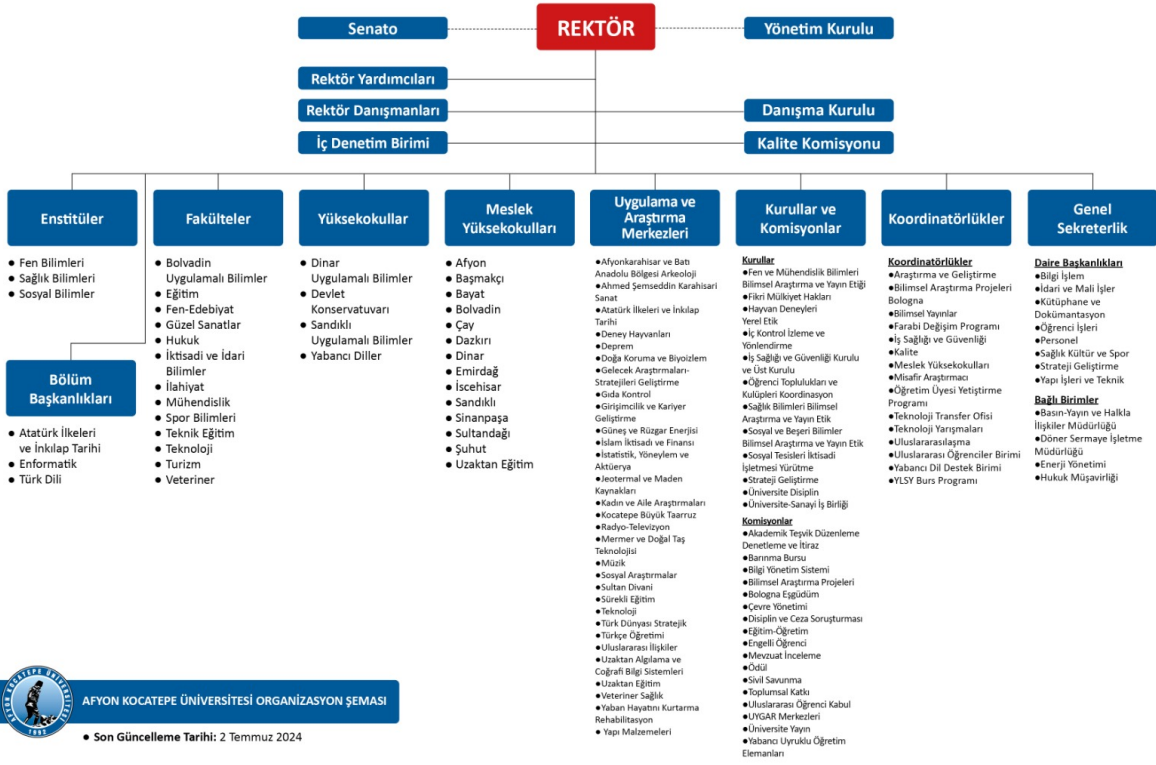 Senato
REKTÖR
Yönetim Kurulu
Rektör Yardımcıları
Rektör Danışmanları
Danışma Kurulu
İç Denetim Birimi
Kalite Komisyonu
Enstitüler
● Fen Bilimleri
● Sağlık Bilimleri
● Sosyal Bilimler
Bölüm
Başkanlıkları
● Atatürk İlkeleri
ve İnkılap Tarihi
● Enformatik
● Türk Dili
Fakülteler
● Bolvadin
Uygulamalı Bilimler
● Eğitim
● Fen-Edebiyat
● Güzel Sanatlar
● Hukuk
● İktisadi ve İdari
Bilimler
● İlahiyat
● Mühendislik
● Spor Bilimleri
● Teknik Eğitim
● Teknoloji
● Turizm
● Veteriner
Yüksekokullar
● Dinar
Uygulamalı Bilimler
● Devlet
Konservatuvarı
● Sandıklı
Uygulamalı Bilimler
● Yabancı Diller
Meslek
Yüksekokulları
● Afyon
● Başmakçı
● Bayat
● Bolvadin
● Çay
● Dazkırı
● Dinar
● Emirdağ
● İscehisar
● Sandıklı
● Sinanpaşa
● Sultandağı
● Şuhut
● Uzaktan Eğitim
Uygulama ve
Araştırma
Merkezleri
●Afyonkarahisar ve Batı
Anadolu Bölgesi Arkeoloji
●Ahmed Şemseddin Karahisari
Sanat
●Atatürk İlkeleri ve İnkılap
Tarihi
●Deney Hayvanları
●Deprem
●Doğa Koruma ve Biyoizlem
●Gelecek Araştırmaları-
Stratejileri Geliştirme
●Gıda Kontrol
●Girişimcilik ve Kariyer
Geliştirme
●Güneş ve Rüzgar Enerjisi
●İslam İktisadı ve Finansı
●İstatistik, Yöneylem ve
Aktüerya
●Jeotermal ve Maden
Kaynakları
●Kadın ve Aile Araştırmaları
●Kocatepe Büyük Taarruz
●Radyo-Televizyon
●Mermer ve Doğal Taş
Teknolojisi
●Müzik
●Sosyal Araştırmalar
●Sultan Divani
●Sürekli Eğitim
●Teknoloji
●Türk Dünyası Stratejik
●Türkçe Öğretimi
●Uluslararası İlişkiler
●Uzaktan Algılama ve
Coğrafi Bilgi Sistemleri
●Uzaktan Eğitim
●Veteriner Sağlık
●Yaban Hayatını Kurtarma
Rehabilitasyon
● Yapı Malzemeleri
Kurullar ve
Komisyonlar
Kurullar
●Fen ve Mühendislik Bilimleri
Bilimsel Araştırma ve Yayın Etiği
●Fikri Mülkiyet Hakları
●Hayvan Deneyleri
Yerel Etik
●İç Kontrol İzleme ve
Yönlendirme
●İş Sağlığı ve Güvenliği Kurulu
ve Üst Kurulu
●Öğrenci Toplulukları ve
Kulüpleri Koordinasyon
●Sağlık Bilimleri Bilimsel
Araştırma ve Yayın Etik
●Sosyal ve Beşeri Bilimler
Bilimsel Araştırma ve Yayın Etik
●Sosyal Tesisleri İktisadi
İşletmesi Yürütme
●Strateji Geliştirme
●Üniversite Disiplin
●Üniversite-Sanayi İş Birliği
Komisyonlar
●Akademik Teşvik Düzenleme
Denetleme ve İtiraz
●Barınma Bursu
●Bilgi Yönetim Sistemi
●Bilimsel Araştırma Projeleri
●Bologna Eşgüdüm
●Çevre Yönetimi
●Disiplin ve Ceza Soruşturması
●Eğitim-Öğretim
●Engelli Öğrenci
●Mevzuat İnceleme
●Ödül
●Sivil Savunma
●Toplumsal Katkı
●Uluslararası Öğrenci Kabul
●UYGAR Merkezleri
●Üniversite Yayın
●Yabancı Uyruklu Öğretim
Elemanları
Koordinatörlükler
Koordinatörlükler
●Araştırma ve Geliştirme
●Bilimsel Araştırma Projeleri
Bologna
●Bilimsel Yayınlar
●Farabi Değişim Programı
●İş Sağlığı ve Güvenliği
●Kalite
●Meslek Yüksekokulları
●Misafir Araştırmacı
●Öğretim Üyesi Yetiştirme
Programı
●Teknoloji Transfer Ofisi
●Teknoloji Yarışmaları
●Uluslararasılaşma
●Uluslararası Öğrenciler Birimi
●Yabancı Dil Destek Birimi
●YLSY Burs Programı
Genel
Sekreterlik
Daire Başkanlıkları
●Bilgi İşlem
●İdari ve Mali İşler
●Kütüphane ve
Dokümantasyon
●Öğrenci İşleri
●Personel
●Sağlık Kültür ve Spor
●Strateji Geliştirme
●Yapı İşleri ve Teknik
Bağlı Birimler
●Basın-Yayın ve Halkla
İlişkiler Müdürlüğü
●Döner Sermaye İşletme
Müdürlüğü
●Enerji Yönetimi
●Hukuk Müşavirliği
AFYON KOCATEPE ÜNİVERSİTESİ
1992
AFYON KOCATEPE ÜNİVERSİTESİ ORGANİZASYON ŞEMASI
● Son Güncelleme Tarihi: 2 Temmuz 2024